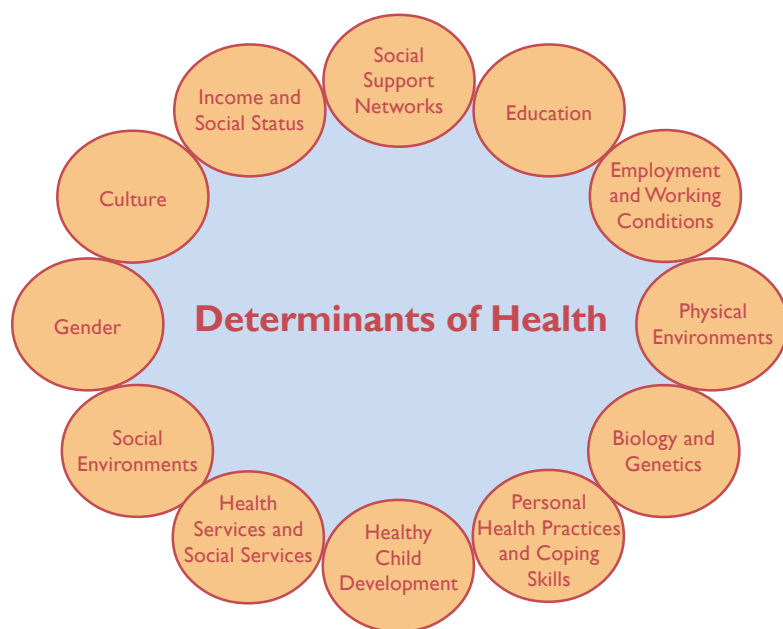 Social
Support
Networks
Education
Employment
and Working
Conditions
Physical
Environments
Biology and
Genetics
Personal
Health Practices
and Coping
Skills
Healthy
Child
Development
Health
Services and
Social Services
Social
Environments
Gender
Culture
Income and
Social Status
Determinants of Health